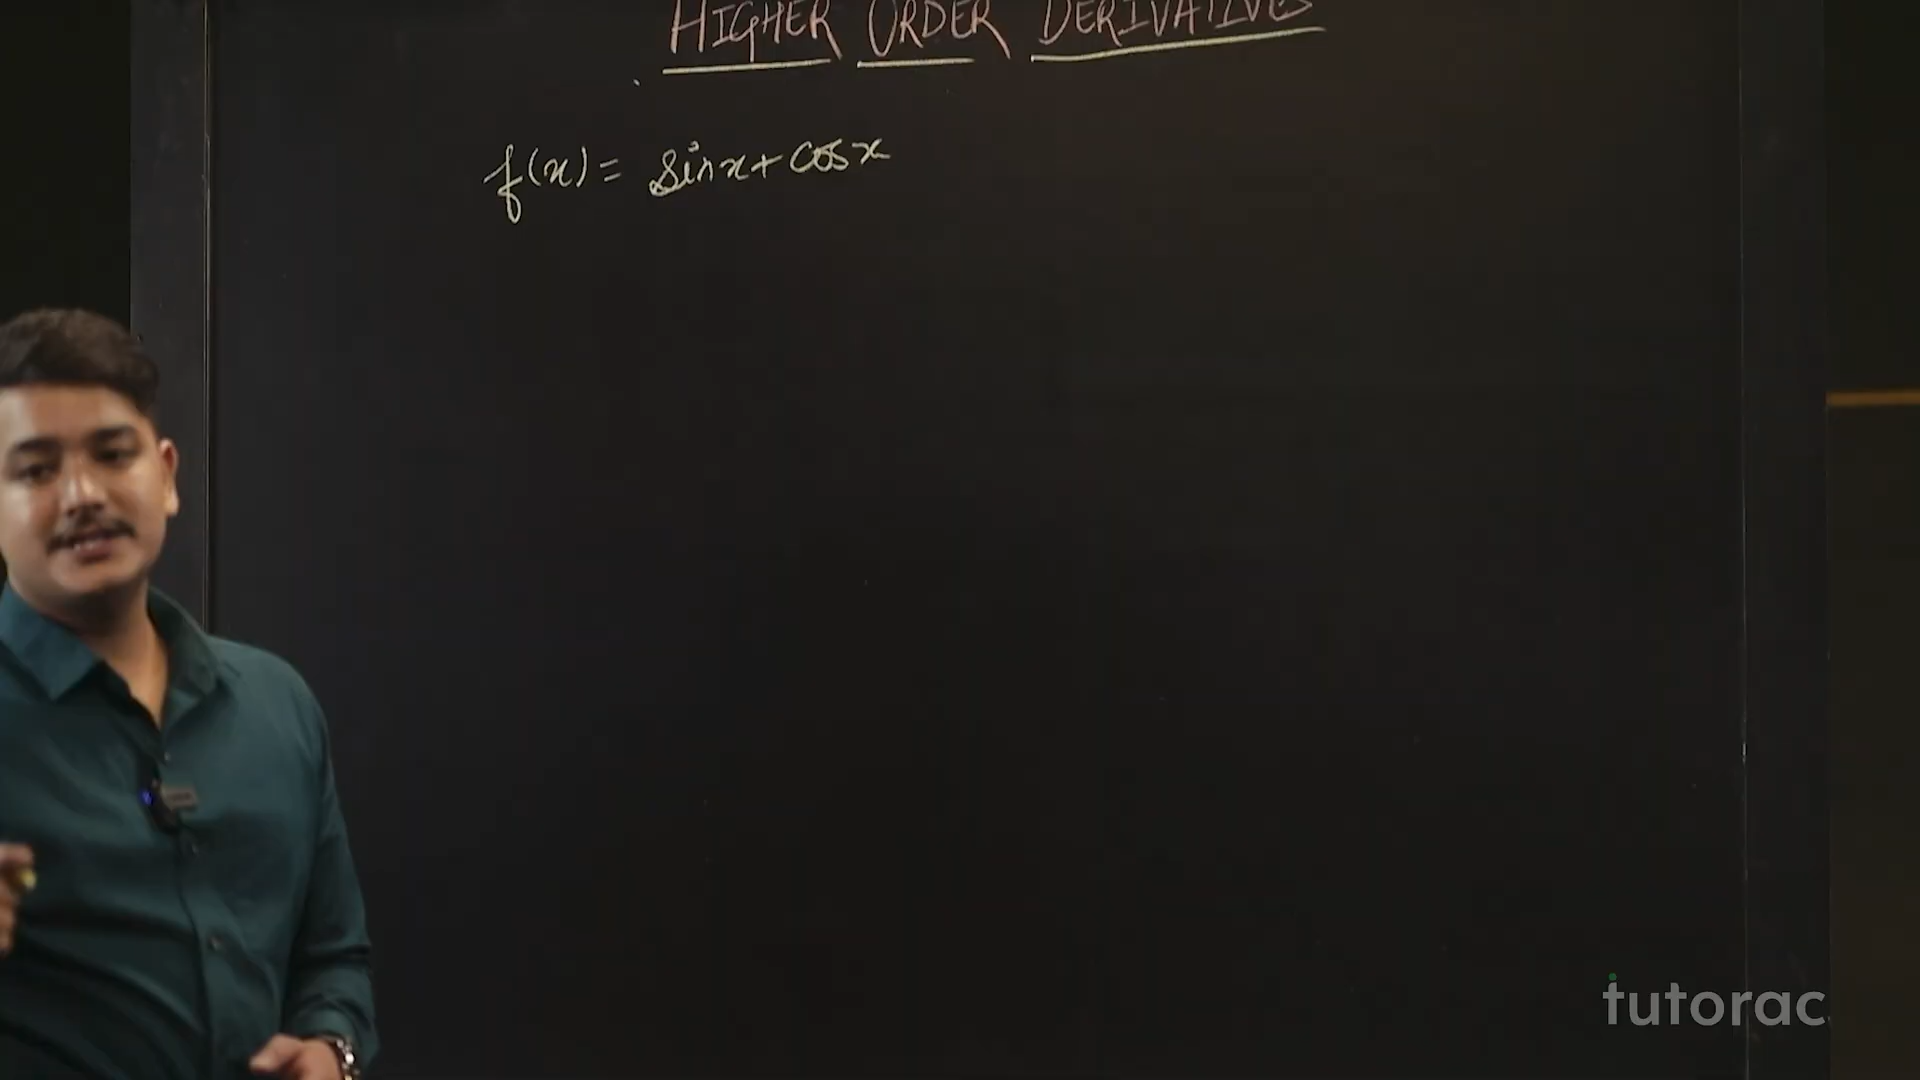 HIGHER ORDER DERIVATIVES
f(x) = sinx + cosx
tutorac